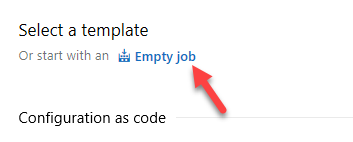 Select a template
Or start with an Empty job
Configuration as code